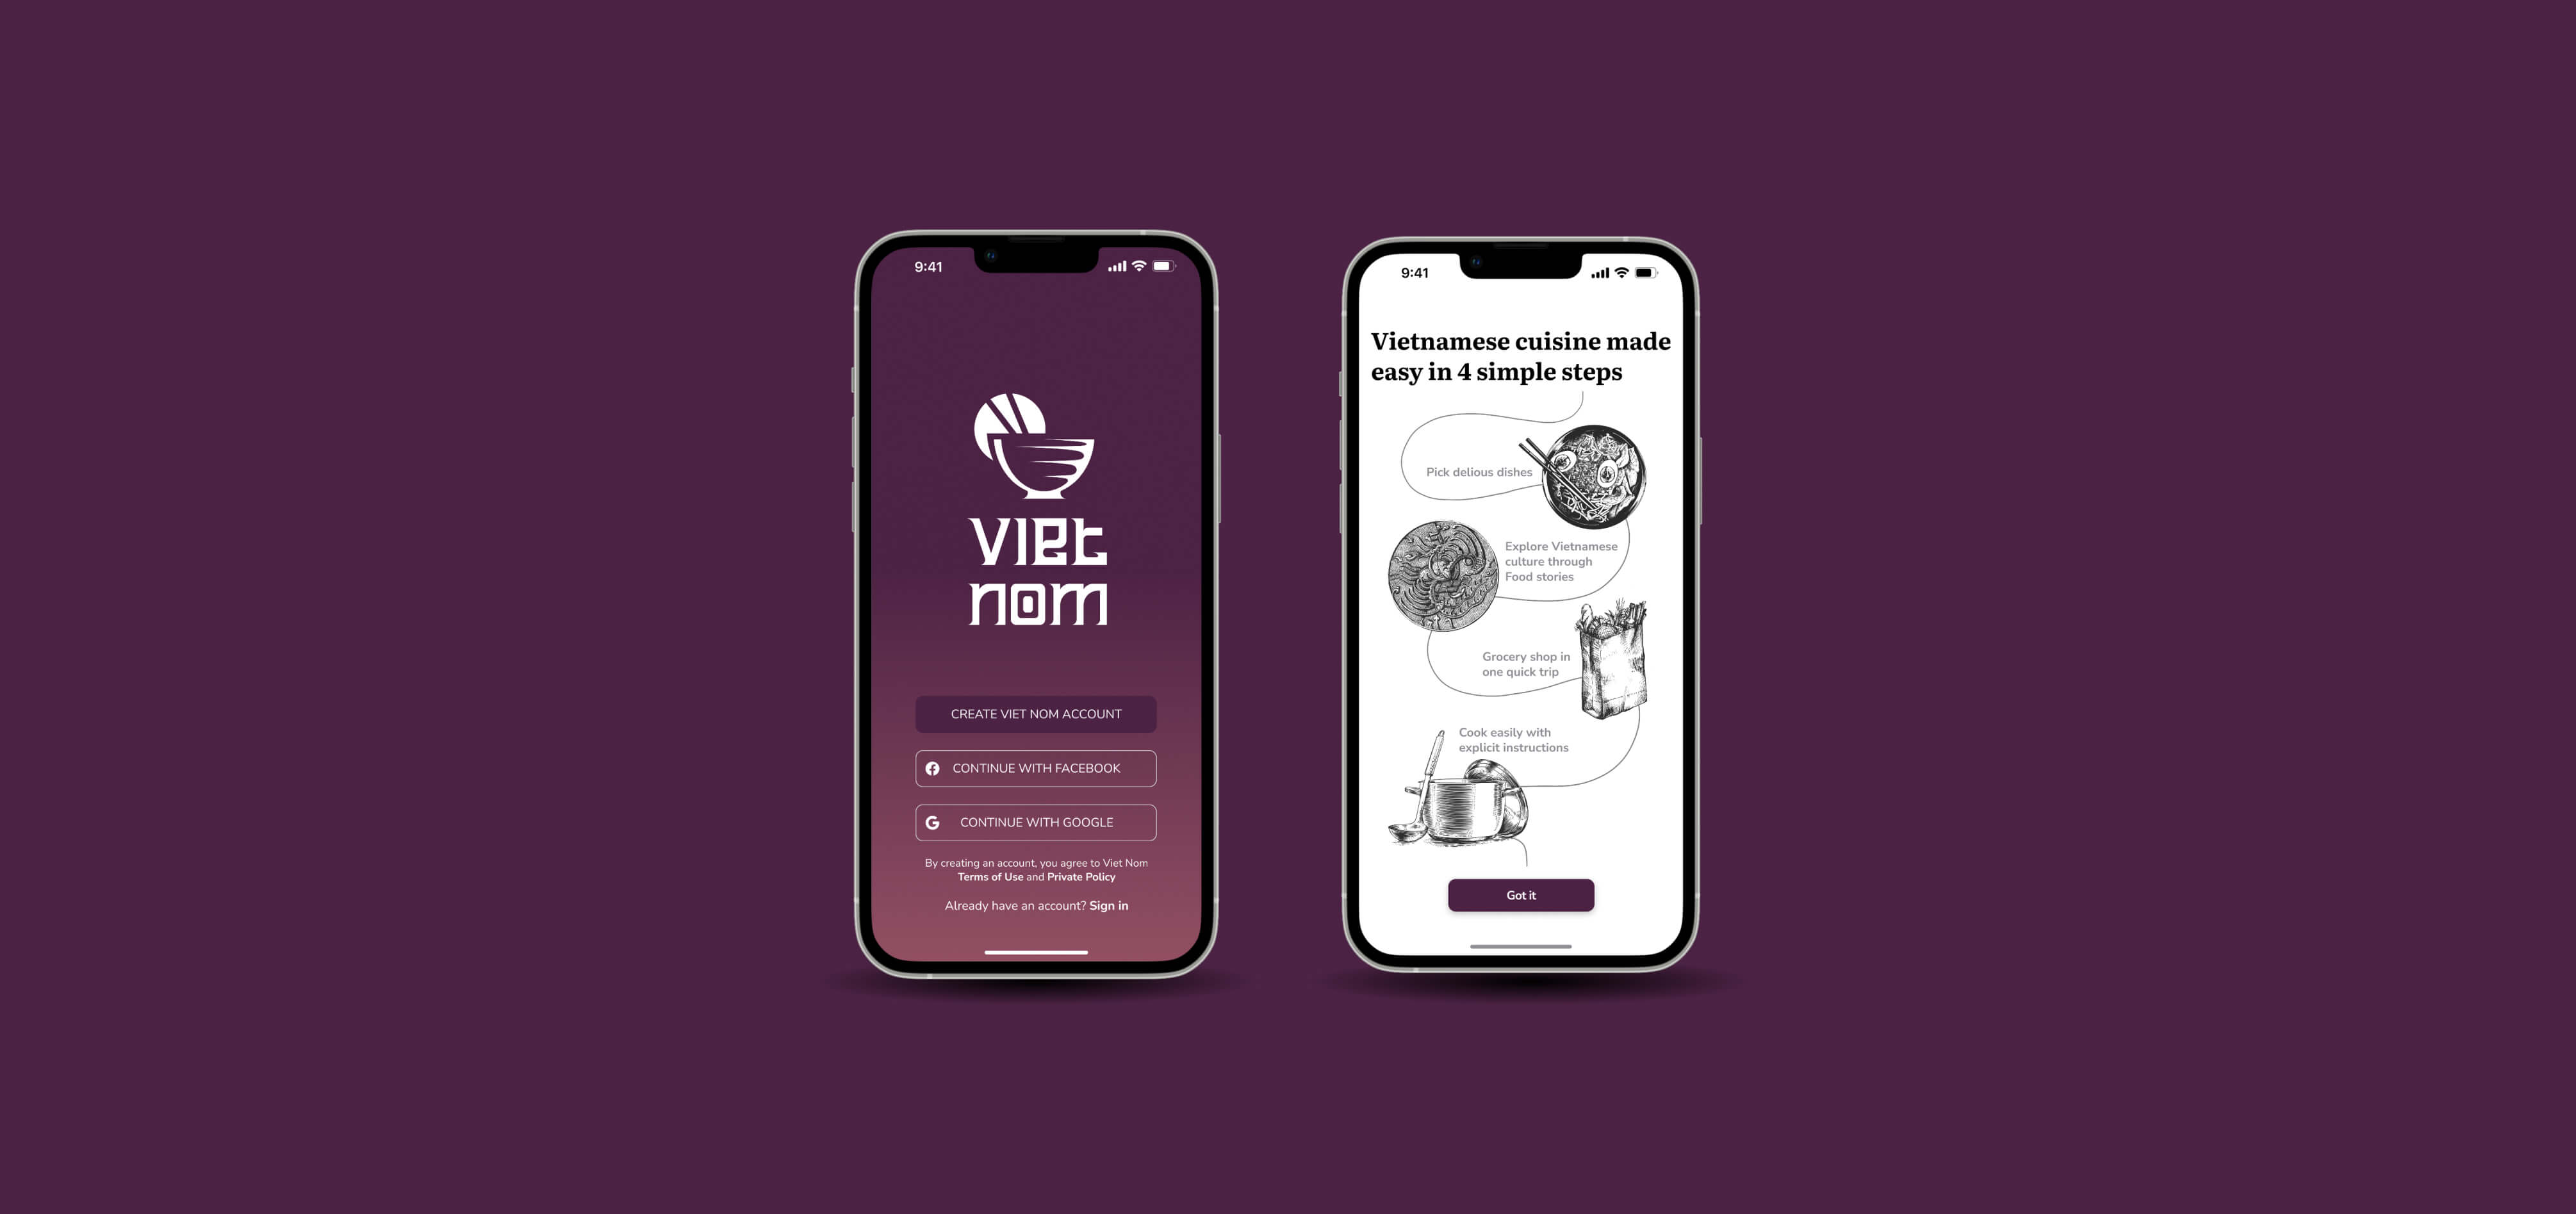 9:41
VIET
NOM
CREATE VIET NOM ACCOUNT
CONTINUE WITH FACEBOOK
CONTINUE WITH GOOGLE
By creating an account, you agree to Viet Nom
Terms of Use and Private Policy
Already have an account? Sign in
9:41
Vietnamese cuisine made
easy in 4 simple steps
Pick delious dishes
Explore Vietnamese
culture through
Food stories
Grocery shop in
one quick trip
Cook easily with
explicit instructions
Got it